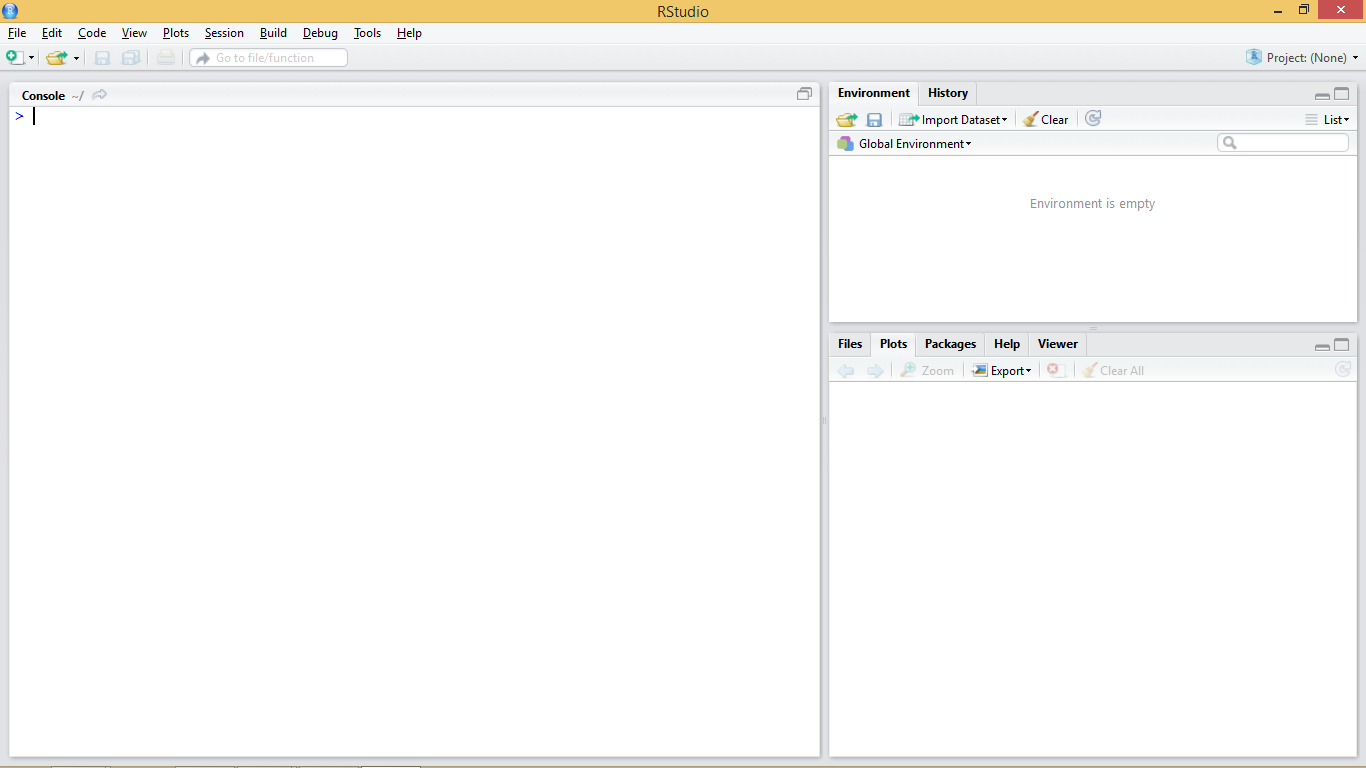 RStudio
File Edit Code View Plots Session Build Debug Tools Help
Go to file/function
Project: (None)
Console ~/
>
Environment History
Import Dataset Clear List
Global Environment
Environment is empty
Files Plots Packages Help Viewer
Zoom Export Clear All